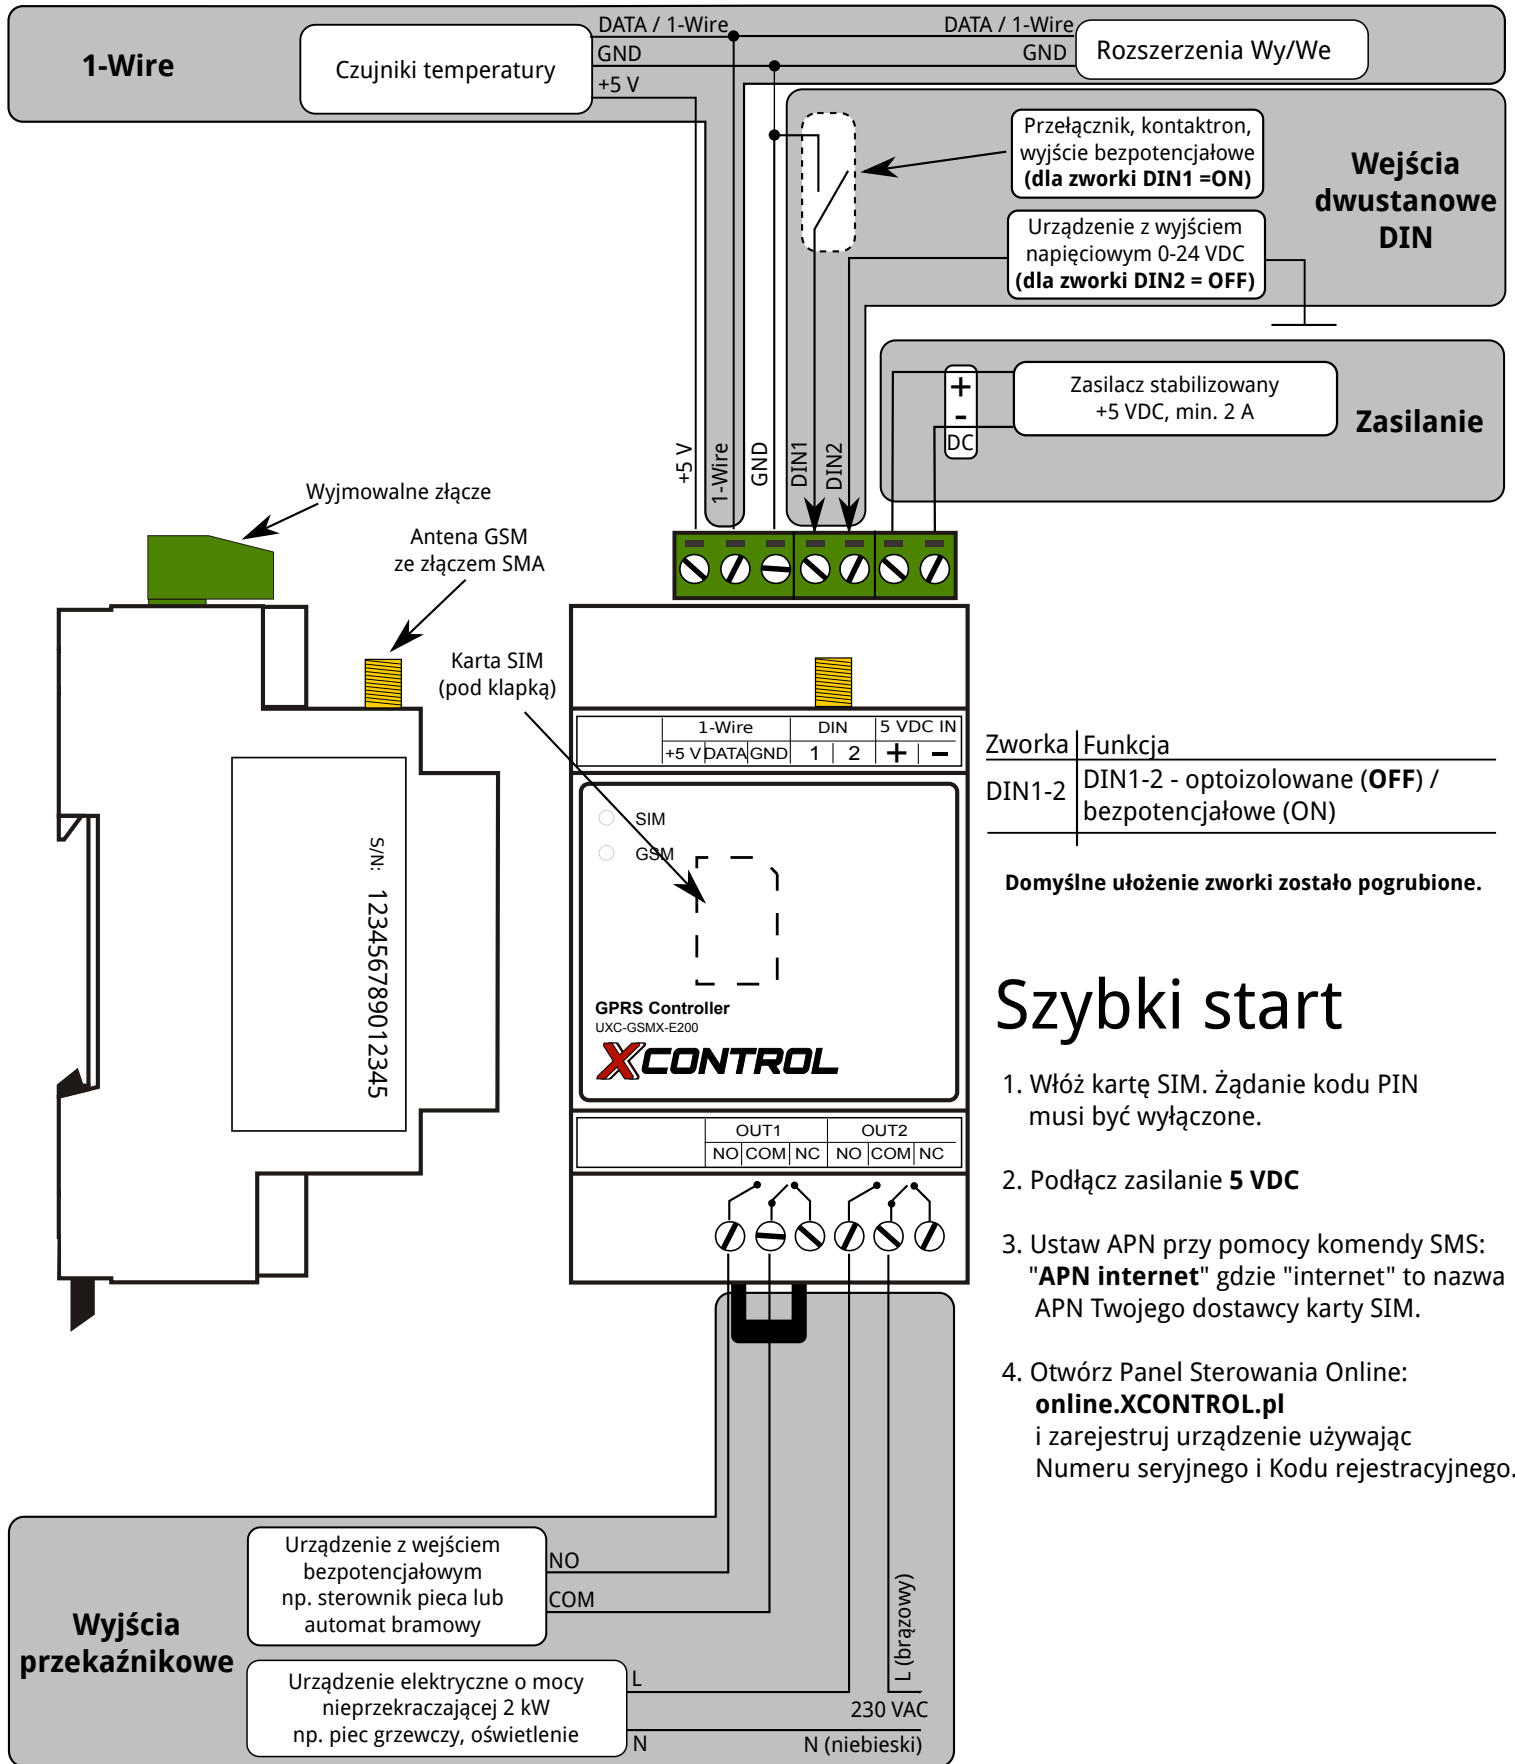 1-Wire
Czujniki temperatury
DATA / 1-Wire
GND
+5 V
DATA / 1-Wire
GND
Rozszerzenia Wy/We
Przełącznik, kontaktron,
wyjście bezpotencjałowe
(dla zworki DIN1 =ON)
Urządzenie z wyjściem
napięciowym 0-24 VDC
(dla zworki DIN2 = OFF)
Wejścia
dwustanowe
DIN
+
-
DC
Zasilacz stabilizowany
+5 VDC, min. 2 A
Zasilanie
+5 V
1-Wire
GND
DIN1
DIN2
Wyjmowalne złącze
Antena GSM
ze złączem SMA
Karta SIM
(pod klapką)
1-Wire DIN 5 VDC IN
+5 V DATA GND 1 2 + -
SIM
GSM
GPRS Controller
UXC-GSMX-E200
XCONTROL
S/N: 123456789012345
OUT1 OUT2
NO COM NC NO COM NC
Zworka Funkcja
DIN1-2 DIN1-2 - optoizolowane (OFF) /
bezpotencjałowe (ON)
Domyślne ułożenie zworki zostało pogrubione.
Szybki start
1. Włóż kartę SIM. Żądanie kodu PIN
musi być wyłączone.
2. Podłącz zasilanie 5 VDC
3. Ustaw APN przy pomocy komendy SMS:
"APN internet" gdzie "internet" to nazwa
APN Twojego dostawcy karty SIM.
4. Otwórz Panel Sterowania Online:
online.XCONTROL.pl
i zarejestruj urządzenie używając
Numeru seryjnego i Kodu rejestracyjnego.
Wyjścia
przekaźnikowe
Urządzenie z wejściem
bezpotencjałowym
np. sterownik pieca lub
automat bramowy
NO
COM
Urządzenie elektryczne o mocy
nieprzekraczającej 2 kW
np. piec grzewczy, oświetlenie
L
N
L (brązowy)
230 VAC
N (niebieski)